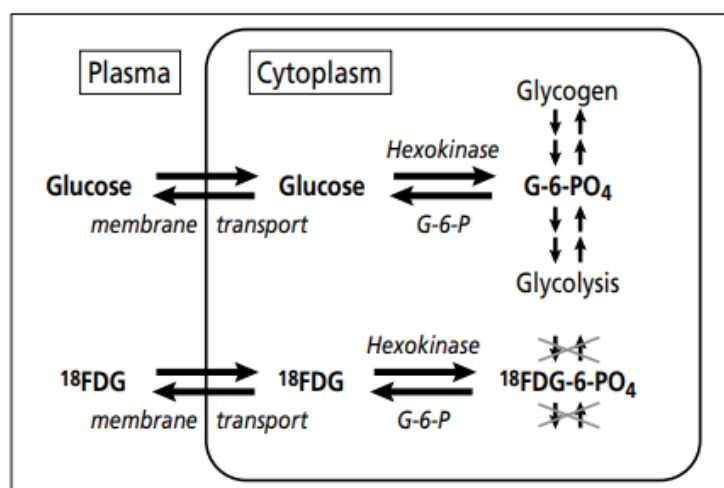 Plasma Cytoplasm
Glycogen
Hexokinase
Glucose Glucose G-6-PO₄
membrane transport G-6-P
Glycolysis
Hexokinase
¹⁸FDG ¹⁸FDG ¹⁸FDG-6-PO₄
membrane transport G-6-P